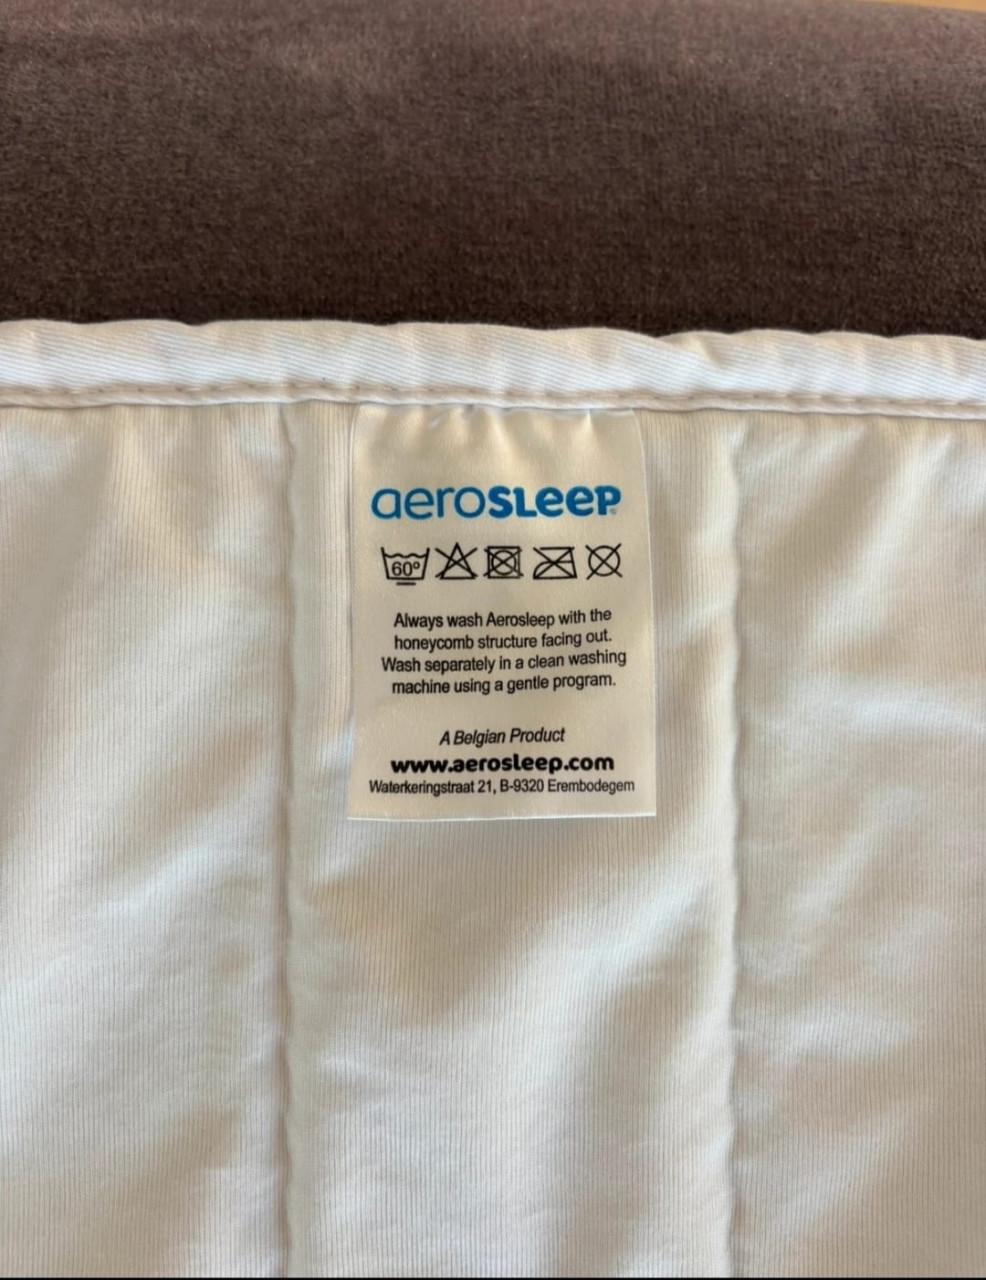 aerosleep
60°
Always wash Aerosleep with the
honeycomb structure facing out.
Wash separately in a clean washing
machine using a gentle program.
A Belgian Product
www.aerosleep.com
Waterkeringstraat 21, B-9320 Erembodegem